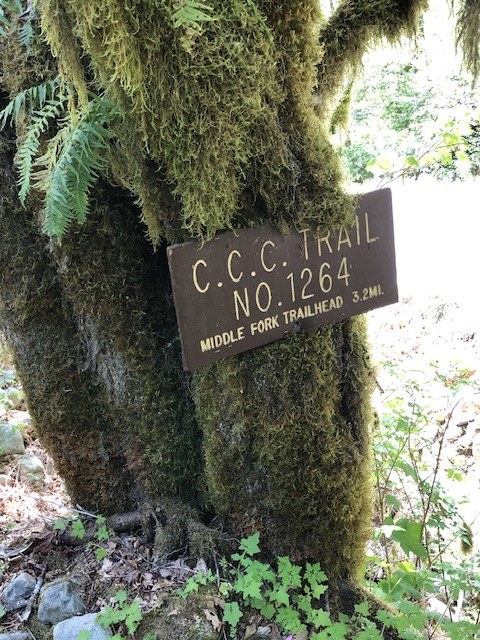 C.C.C. TRAIL
NO. 1264
MIDDLE FORK TRAILHEAD 3.2MI.